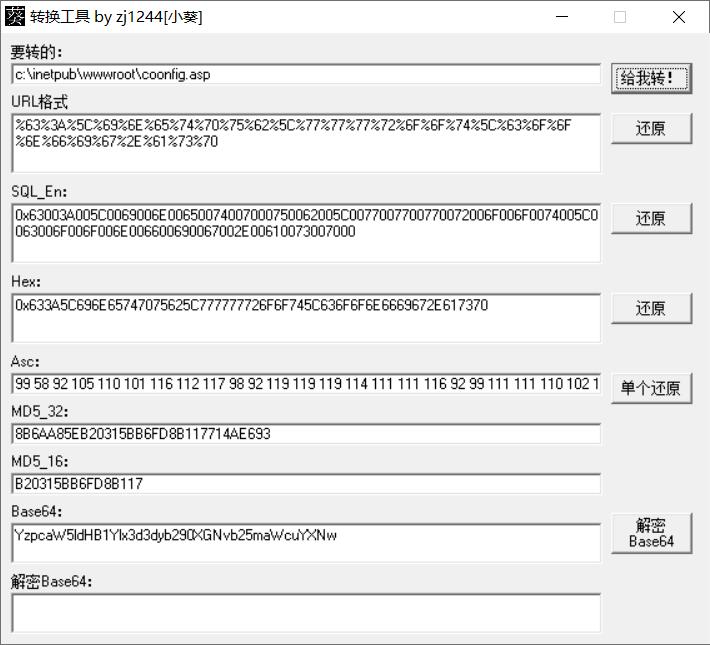 葵 转换工具 by zj1244[小葵]
要转的:
c:\inetpub\wwwroot\coonfig.asp
给我转!
URL格式
%63%3A%5C%69%6E%65%74%70%75%62%5C%77%77%77%72%6F%6F%74%5C%63%6F%6F
%6E%66%69%67%2E%61%73%70
还原
SQL_En:
0x63003A005C0069006E00650074007000750062005C0077007700770072006F006F0074005C0
063006F006F006E006600690067002E00610073007000
还原
Hex:
0x633A5C696E65747075625C777777726F6F745C636F6F6E6669672E617370
还原
Asc:
99 58 92 105 110 101 116 112 117 98 92 119 119 119 114 111 111 116 92 99 111 111 110 102 1
单个还原
MD5_32:
8B6AA85EB20315BB6FD8B117714AE693
MD5_16:
B20315BB6FD8B117
Base64:
YzpcaW5ldHB1Ylx3d3dyb290XGNvb25maWcuYXNw
解密
Base64
解密Base64: